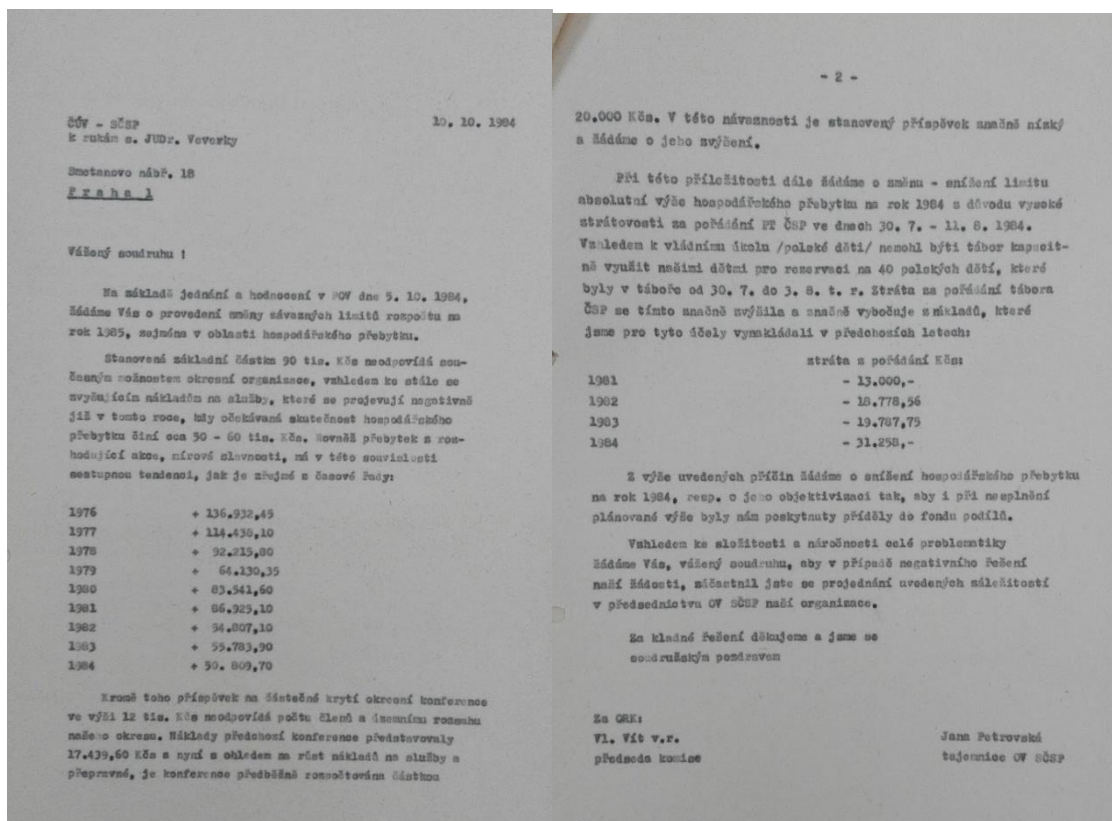 ČÚV - SČSP 10. 10. 1984
k rukám s. JUDr. Veverky
Smetanovo nábř. 18
P r a h a 1
Vážený soudruhu !
Na základě jednání a hodnocení v POV dne 5. 10. 1984,
žádáme Vás o provedení změny závazných limitů rozpočtu na
rok 1985, zejména v oblasti hospodářského přebytku.
Stanovená základní částka 90 tis. Kčs neodpovídá sou-
časným možnostem okresní organizace, vzhledem ke stále se
zvyšujícím nákladům na služby, které se projevují negativně
již v tomto roce, kdy očekávaná skutečnost hospodářského
přebytku činí cca 50 - 60 tis. Kčs. Rovněž přebytek z roz-
hodující akce, mírové slavnosti, má v této souvislosti
sestupnou tendenci, jak je zřejmé z časové řady:
1976 + 136.932,45
1977 + 114.436,10
1978 + 92.215,80
1979 + 64.130,35
1980 + 83.541,60
1981 + 86.925,10
1982 + 54.807,10
1983 + 55.783,90
1984 + 50. 809,70
Kromě toho příspěvek na částečné krytí okresní konference
ve výši 12 tis. Kčs neodpovídá počtu členů a územnímu rozsahu
našeho okresu. Náklady předchozí konference představovaly
17.439,60 Kčs a nyní s ohledem na růst nákladů na služby a
přepravné, je konference předběžně rozpočtována částkou
- 2 -
20.000 Kčs. V této návaznosti je stanovený příspěvek značně nízký
a žádáme o jeho zvýšení.
Při této příležitosti dále žádáme o změnu - snížení limitu
absolutní výše hospodářského přebytku na rok 1984 z důvodu vysoké
ztrátovosti za pořádání PT ČSP ve dnech 30. 7. - 11. 8. 1984.
Vzhledem k vládnímu úkolu /polské děti/ nemohl býti tábor kapacit-
ně využit našimi dětmi pro rezervaci na 40 polských dětí, které
byly v táboře od 30. 7. do 3. 8. t. r. Ztráta za pořádání tábora
ČSP se tímto značně zvýšila a značně vybočuje z nákladů, které
jsme pro tyto účely vynakládali v předchozích letech:
ztráta z pořádání Kčs:
1981 - 13.000,-
1982 - 18.778,56
1983 - 19.787,75
1984 - 31.258,-
Z výše uvedených příčin žádáme o snížení hospodářského přebytku
na rok 1984, resp. o jeho objektivizaci tak, aby i při nesplnění
plánované výše byly nám poskytnuty příděly do fondu podílů.
Vzhledem ke složitosti a náročnosti celé problematiky
žádáme Vás, vážený soudruhu, aby v případě negativního řešení
naší žádosti, zúčastnil jste se projednání uvedených záležitostí
v předsednictvu OV SČSP naší organizace.
Za kladné řešení děkujeme a jsme se
soudružským pozdravem
Za ORK:
Vl. Vít v.r. Jana Petrovská
předseda komise tajemnice OV SČSP